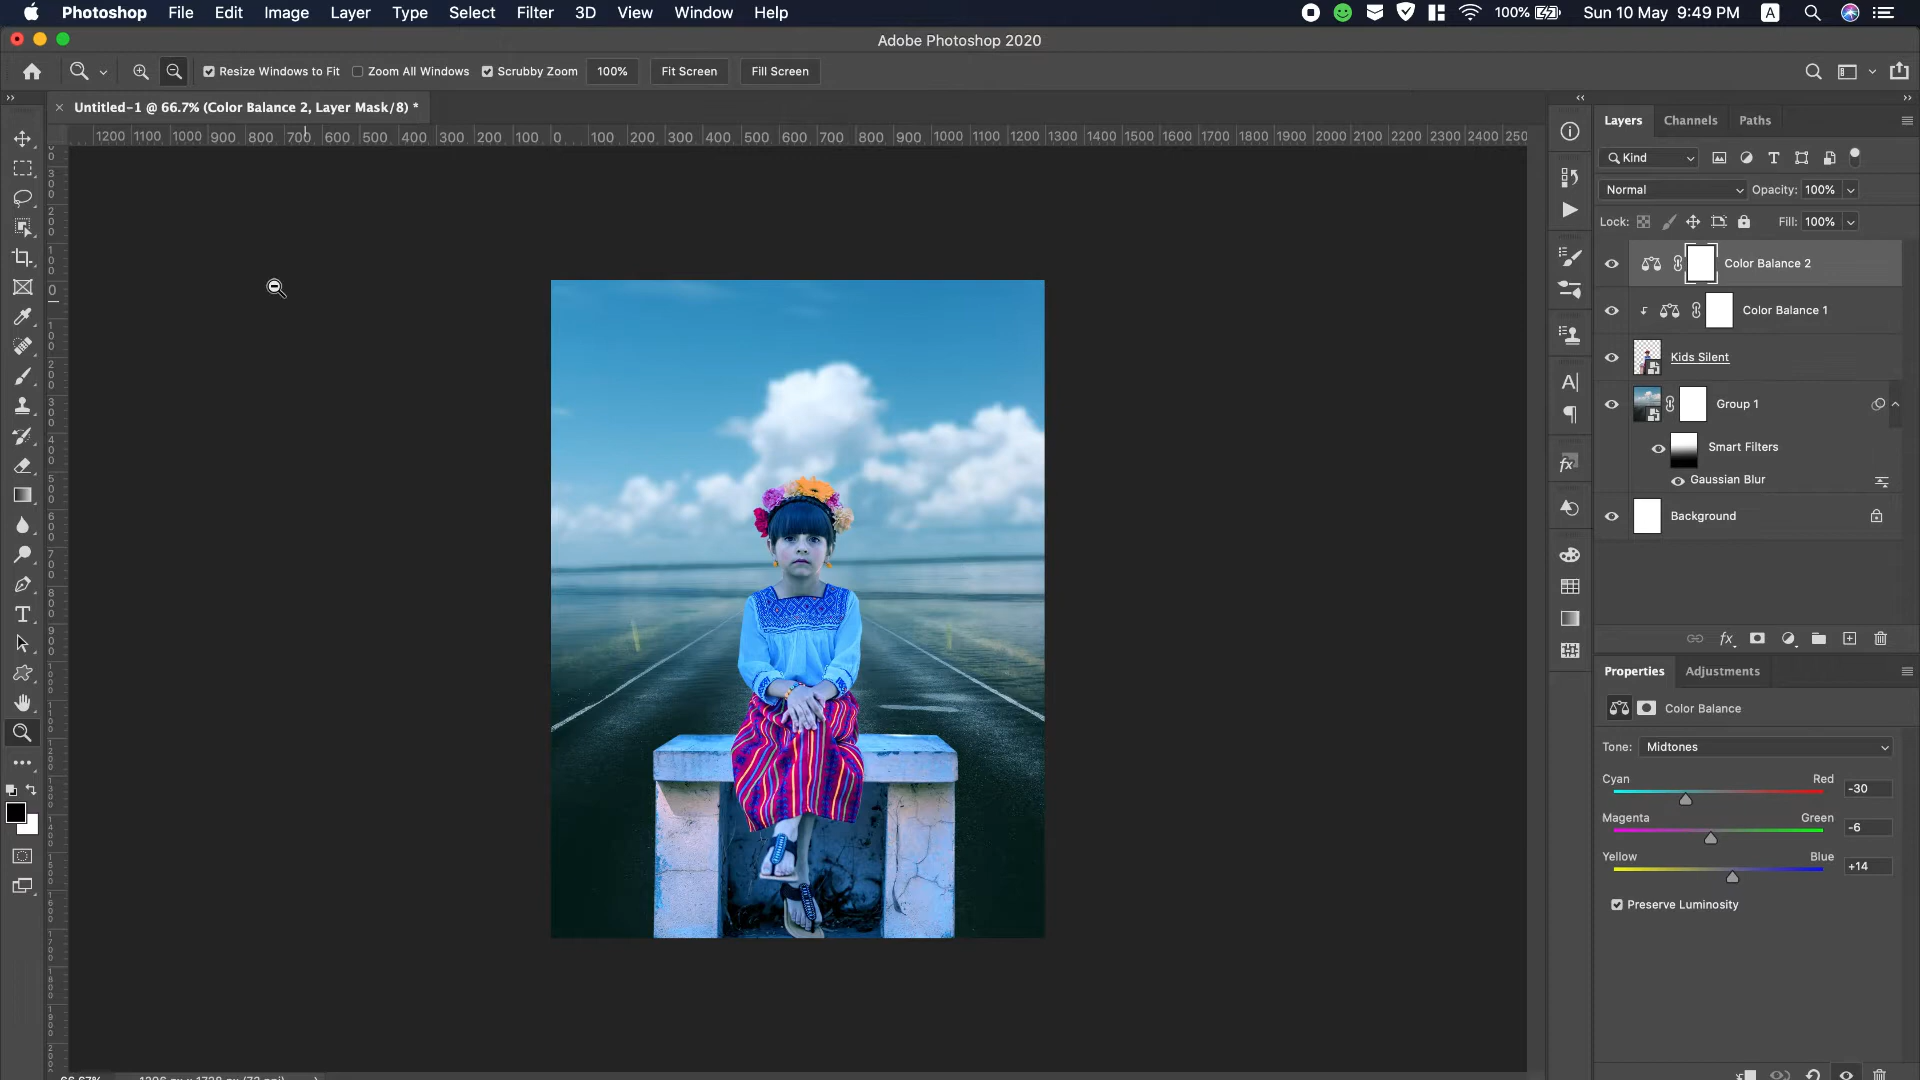 Photoshop File Edit Image Layer Type Select Filter 3D View Window Help 100% Sun 10 May 9:49 PM A
Adobe Photoshop 2020
Resize Windows to Fit Zoom All Windows Scrubby Zoom 100% Fit Screen Fill Screen
Untitled-1 @ 66.7% (Color Balance 2, Layer Mask/8) *
1200 1100 1000 900 800 700 600 500 400 300 200 100 0 100 200 300 400 500 600 700 800 900 1000 1100 1200 1300 1400 1500 1600 1700 1800 1900 2000 2100 2200 2300 2400 250
Layers Channels Paths
Kind
Normal Opacity: 100%
Lock: Fill: 100%
Color Balance 2
Color Balance 1
Kids Silent
Group 1
Smart Filters
Gaussian Blur
Background
Properties Adjustments
Color Balance
Tone: Midtones
Cyan Red -30
Magenta Green -6
Yellow Blue +14
Preserve Luminosity